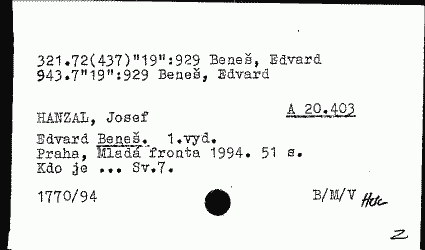 321.72(437)"19":929 Beneš, Edvard
943.7"19":929 Beneš, Edvard
A 20.403
HANZAL, Josef
Edvard Beneš. 1.vyd.
Praha, Mladá fronta 1994. 51 s.
Kdo je ... Sv.7.
1770/94
B/M/V